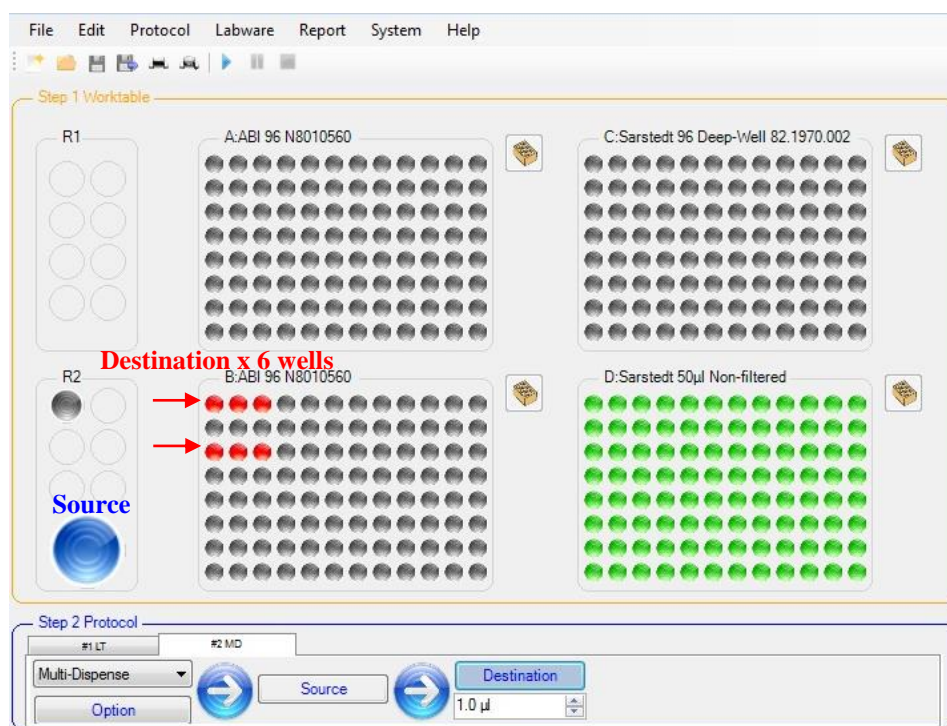 File Edit Protocol Labware Report System Help
Step 1 Worktable
R1
A:ABI 96 N8010560
C:Sarstedt 96 Deep-Well 82.1970.002
Destination x 6 wells
R2
B:ABI 96 N8010560
D:Sarstedt 50µl Non-filtered
Source
Step 2 Protocol
#1 LT
#2 MD
Multi-Dispense
Source
Destination
1.0 µl
Option